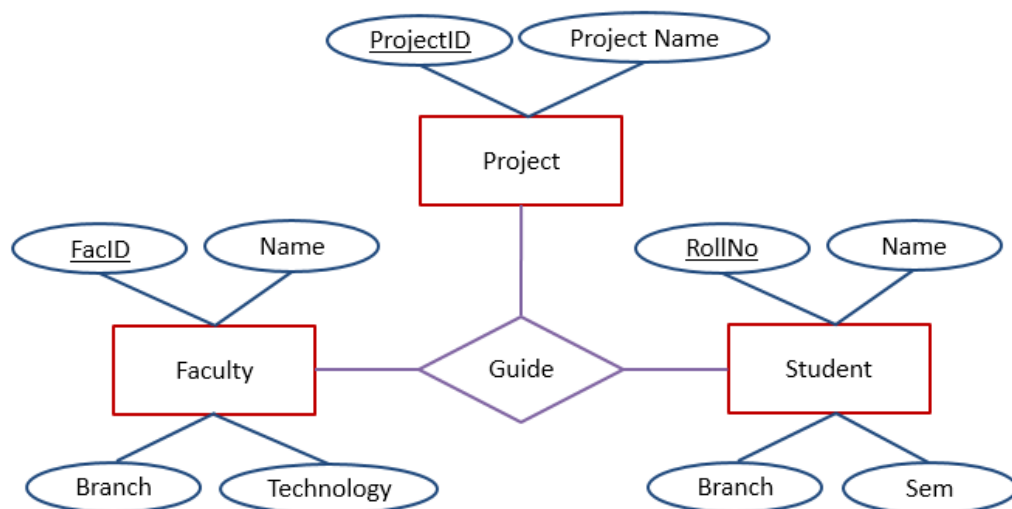 ProjectID
Project Name
Project
FacID
Name
RollNo
Name
Faculty
Guide
Student
Branch
Technology
Branch
Sem